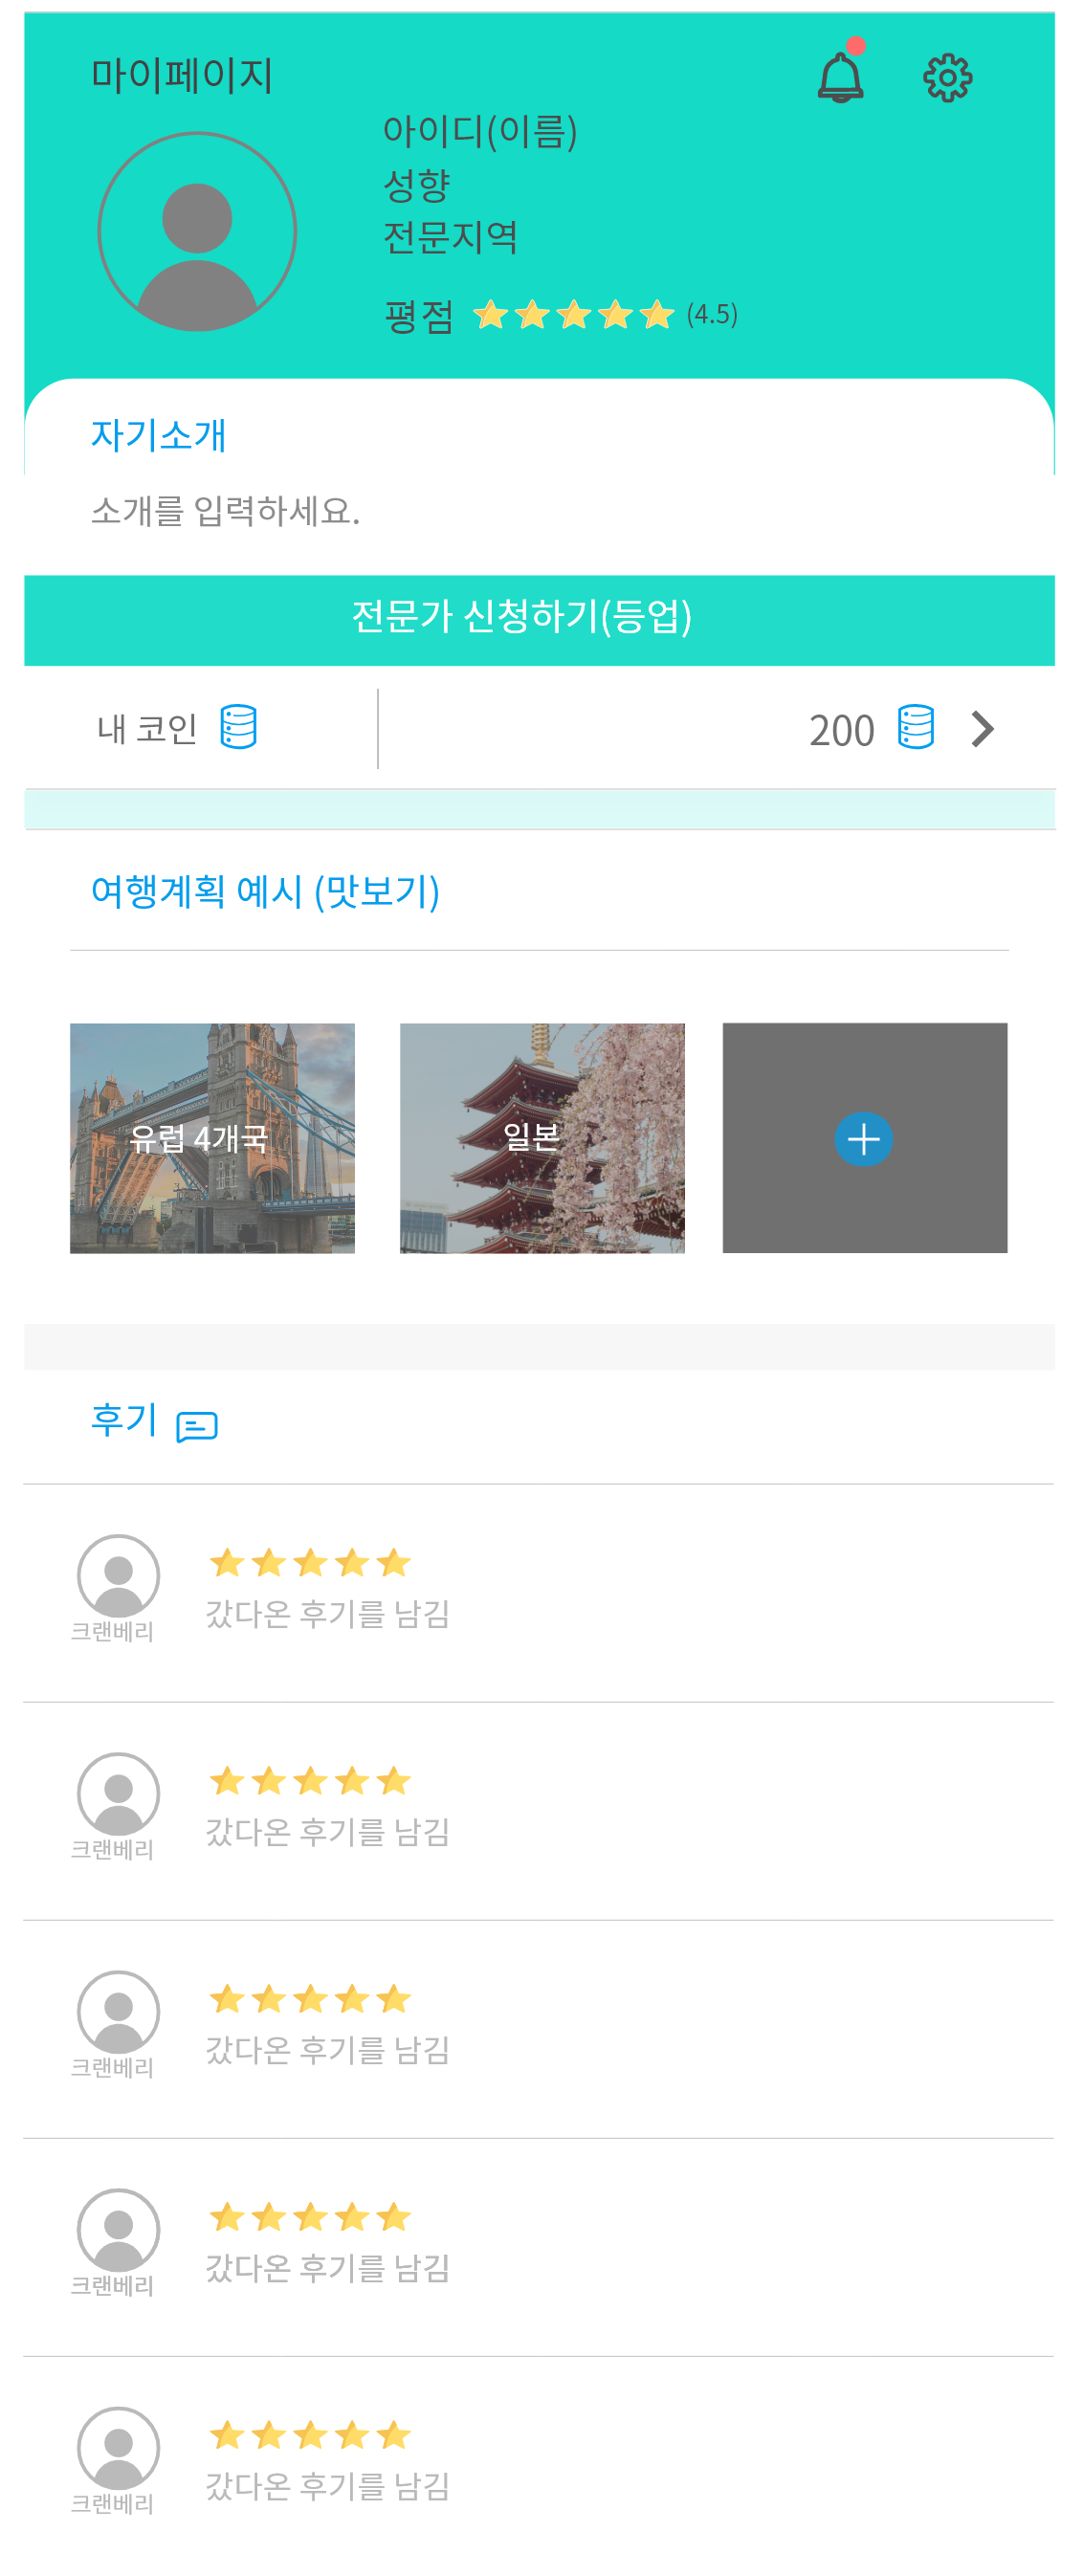 마이페이지
아이디(이름)
성향
전문지역
평점 (4.5)
자기소개
소개를 입력하세요.
전문가 신청하기(등업)
내 코인 200
여행계획 예시 (맛보기)
유럽 4개국 일본
후기
갔다온 후기를 남김
크랜베리
갔다온 후기를 남김
크랜베리
갔다온 후기를 남김
크랜베리
갔다온 후기를 남김
크랜베리
갔다온 후기를 남김
크랜베리